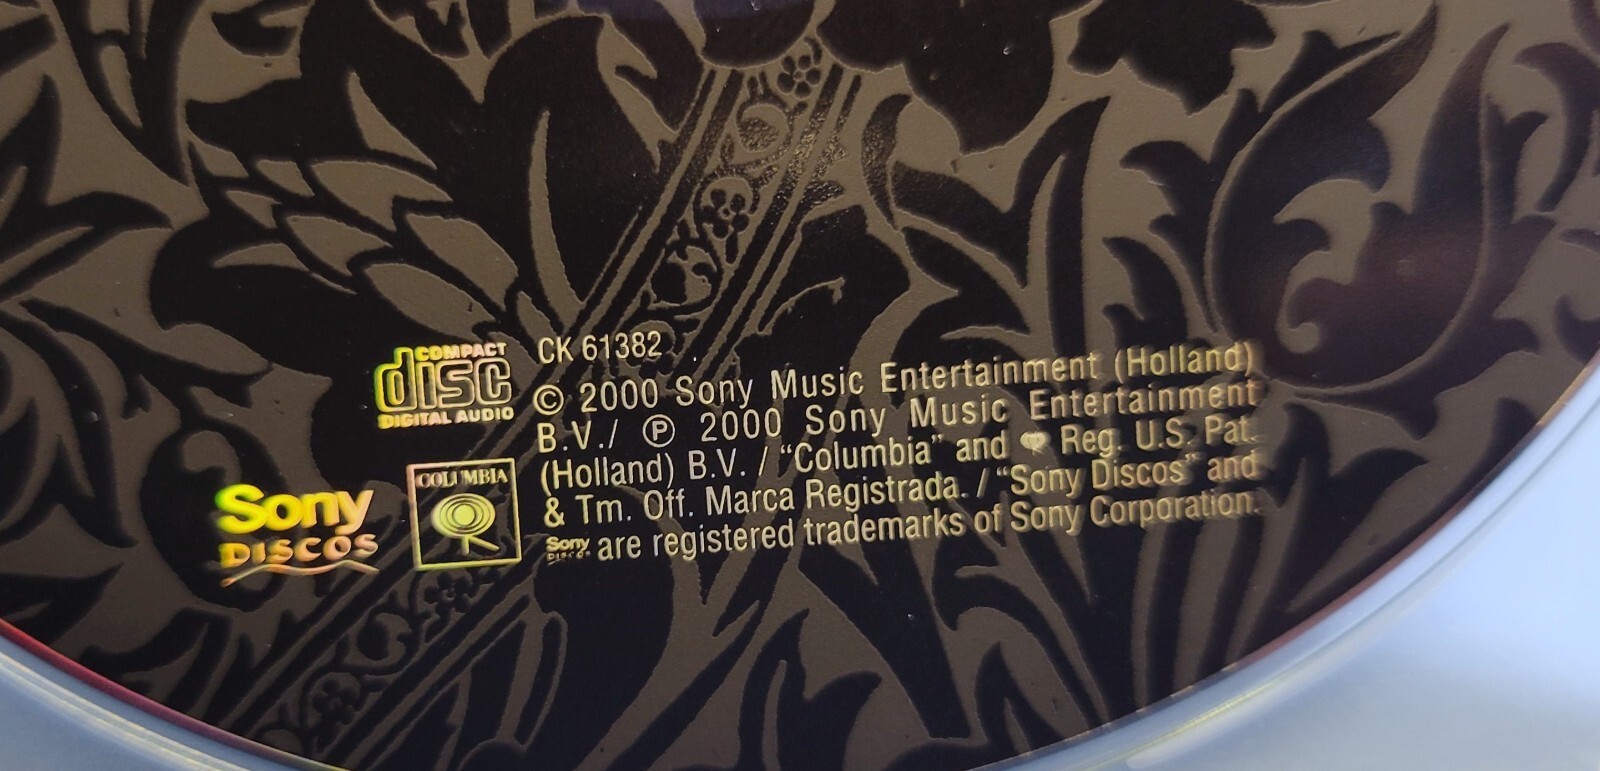 COMPACT
disc
DIGITAL AUDIO
CK 61382
© 2000 Sony Music Entertainment (Holland)
B.V./ ℗ 2000 Sony Music Entertainment
(Holland) B.V. / “Columbia” and Reg. U.S. Pat.
& Tm. Off. Marca Registrada. / “Sony Discos” and
Sony DISCOS are registered trademarks of Sony Corporation.
COLUMBIA
Sony
DISCOS